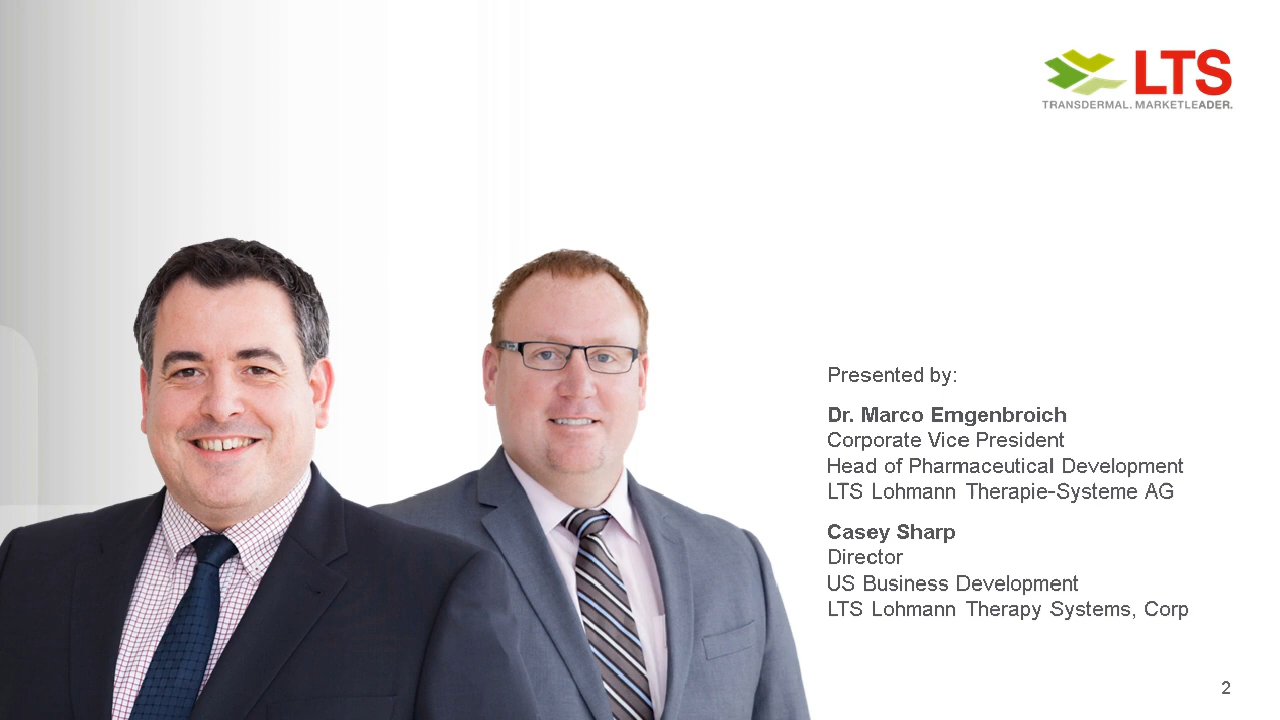 LTS
TRANSDERMAL. MARKETLEADER.
Presented by:
Dr. Marco Emgenbroich
Corporate Vice President
Head of Pharmaceutical Development
LTS Lohmann Therapie-Systeme AG
Casey Sharp
Director
US Business Development
LTS Lohmann Therapy Systems, Corp
2